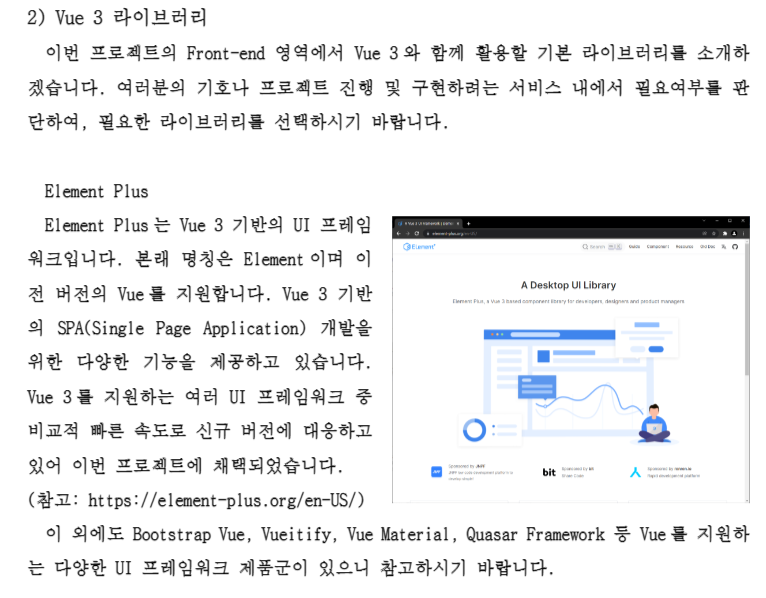 2) Vue 3 라이브러리
이번 프로젝트의 Front-end 영역에서 Vue 3와 함께 활용할 기본 라이브러리를 소개하
겠습니다. 여러분의 기호나 프로젝트 진행 및 구현하려는 서비스 내에서 필요여부를 판
단하여, 필요한 라이브러리를 선택하시기 바랍니다.
Element Plus
Element Plus는 Vue 3 기반의 UI 프레임
워크입니다. 본래 명칭은 Element이며 이
전 버전의 Vue를 지원합니다. Vue 3 기반
의 SPA(Single Page Application) 개발을
위한 다양한 기능을 제공하고 있습니다.
Vue 3를 지원하는 여러 UI 프레임워크 중
비교적 빠른 속도로 신규 버전에 대응하고
있어 이번 프로젝트에 채택되었습니다.
(참고: https://element-plus.org/en-US/)
Element
Search Guide Component Resource
A Desktop UI Library
Element Plus, a Vue 3 based component library for developers, designers and product managers
Sponsored by JNPF
bit Sponsored by bit
Sponsored by
이 외에도 Bootstrap Vue, Vueitify, Vue Material, Quasar Framework 등 Vue를 지원하
는 다양한 UI 프레임워크 제품군이 있으니 참고하시기 바랍니다.